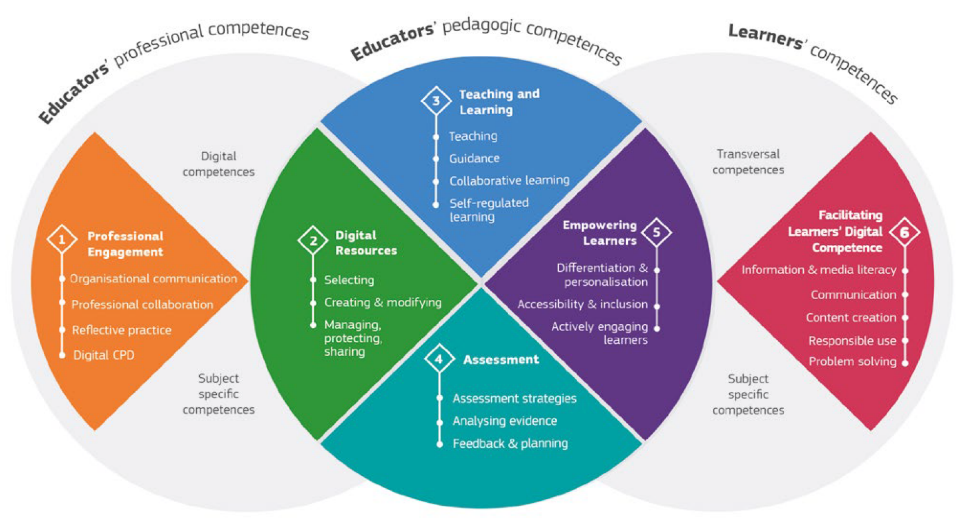 Educators' professional competences
Educators' pedagogic competences
Learners' competences
Digital
competences
Transversal
competences
1
Professional
Engagement
Organisational communication
Professional collaboration
Reflective practice
Digital CPD
Subject
specific
competences
2
Digital
Resources
Selecting
Creating & modifying
Managing,
protecting,
sharing
3
Teaching and
Learning
Teaching
Guidance
Collaborative learning
Self-regulated
learning
4
Assessment
Assessment strategies
Analysing evidence
Feedback & planning
5
Empowering
Learners
Differentiation &
personalisation
Accessibility & inclusion
Actively engaging
learners
Subject
specific
competences
6
Facilitating
Learners' Digital
Competence
Information & media literacy
Communication
Content creation
Responsible use
Problem solving